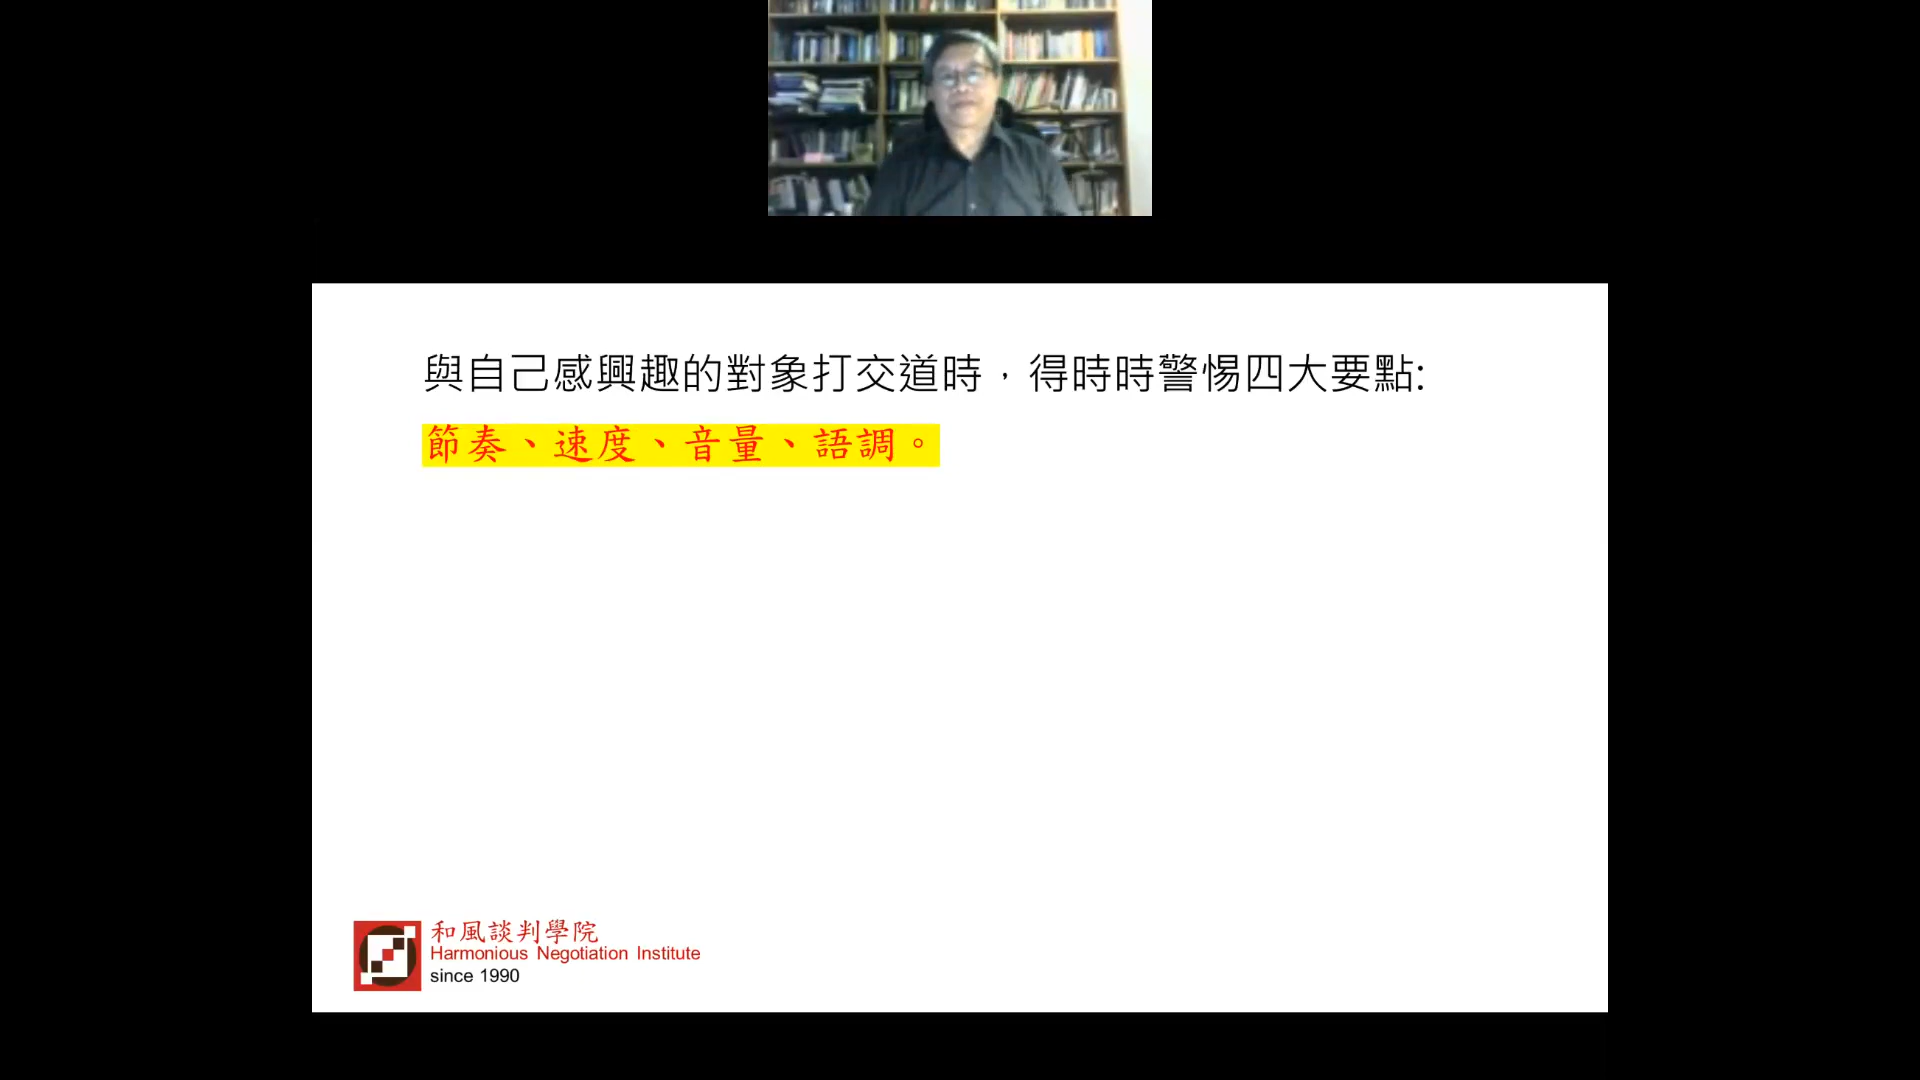 與自己感興趣的對象打交道時，得時時警惕四大要點:
節奏、速度、音量、語調。
和風談判學院
Harmonious Negotiation Institute
since 1990